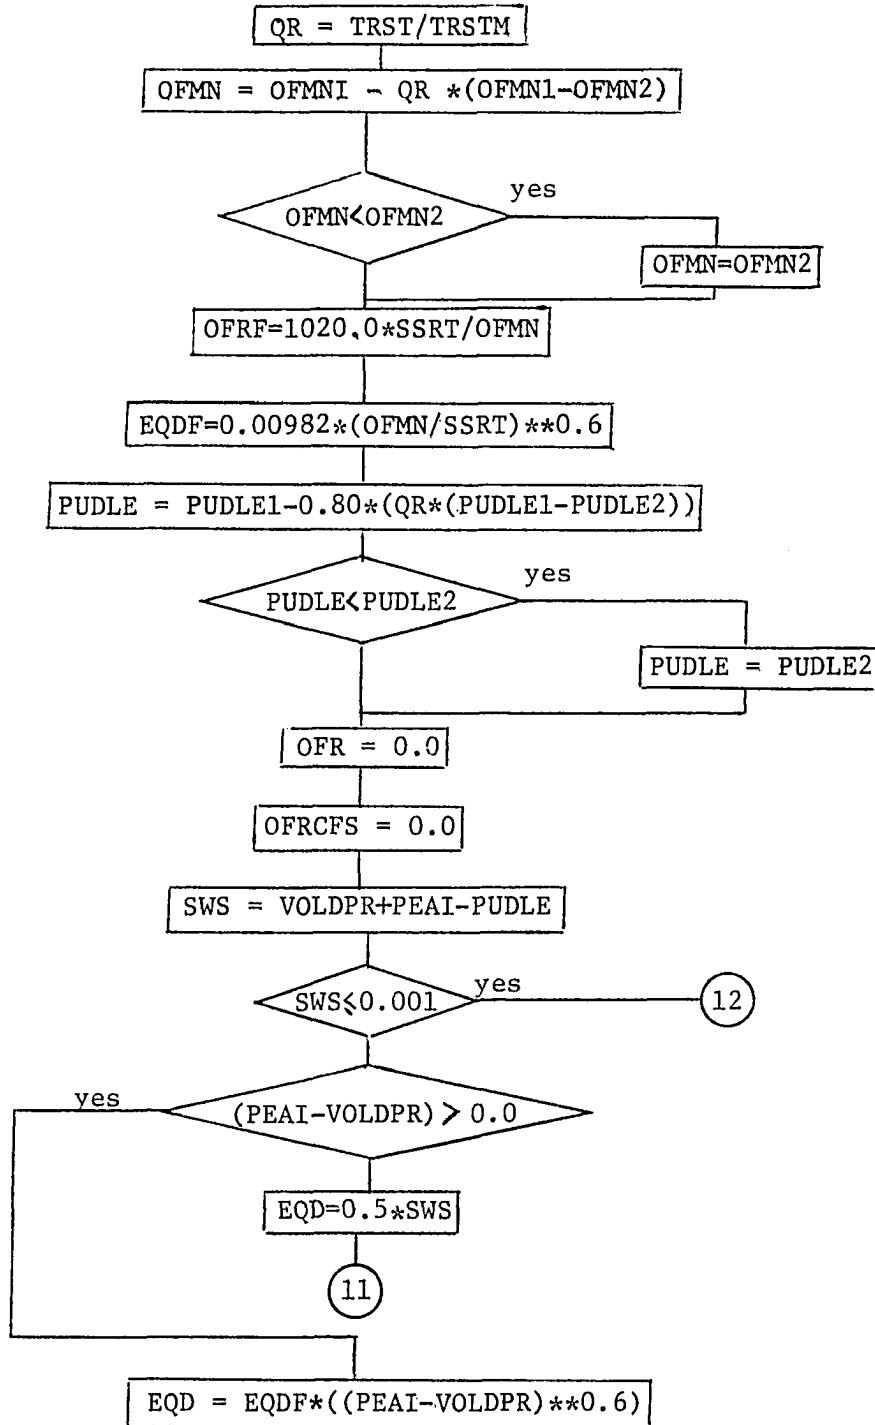 QR = TRST/TRSTM
QFMN = OFMNI - QR *(OFMN1-OFMN2)
yes
OFMN<OFMN2
OFMN=OFMN2
OFRF=1020.0*SSRT/OFMN
EQDF=0.00982*(OFMN/SSRT)**0.6
PUDLE = PUDLE1-0.80*(QR*(PUDLE1-PUDLE2))
yes
PUDLE<PUDLE2
PUDLE = PUDLE2
OFR = 0.0
OFRCFS = 0.0
SWS = VOLDPR+PEAI-PUDLE
yes
SWS≤0.001
12
yes
(PEAI-VOLDPR) > 0.0
EQD=0.5*SWS
11
EQD = EQDF*((PEAI-VOLDPR)**0.6)